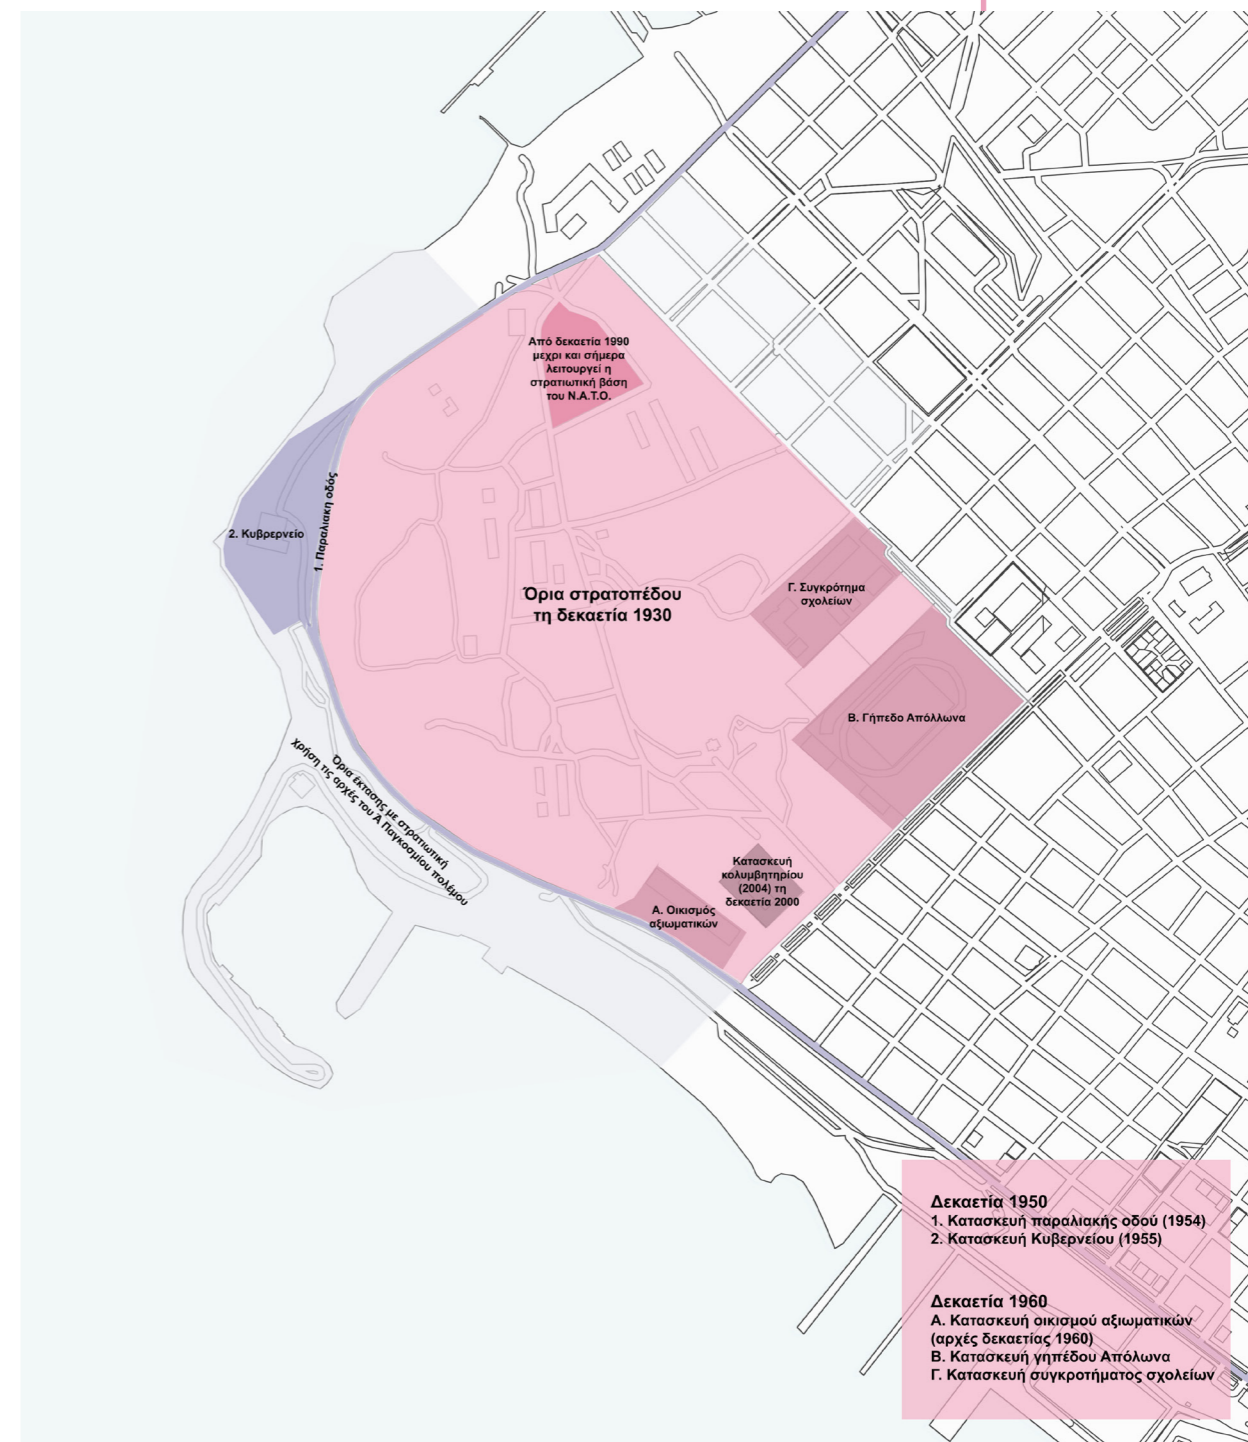 Από δεκαετία 1990
μεχρι και σήμερα
λειτουργεί η
στρατιωτική βάση
του Ν.Α.Τ.Ο.
2. Κυβρερνείο
1. Παραλιακη οδός
Όρια στρατοπέδου
τη δεκαετία 1930
Γ. Συγκρότημα
σχολείων
Β. Γήπεδο Απόλλωνα
Όρια έκτασης με στρατιωτική
χρήση τις αρχές του Ά Παγκοσμίου πολέμου
Κατασκευή
κολυμβητηρίου
(2004) τη
δεκαετία 2000
Α. Οικισμός
αξιωματικών
Δεκαετία 1950
1. Κατασκευή παραλιακής οδού (1954)
2. Κατασκευή Κυβερνείου (1955)
Δεκαετία 1960
Α. Κατασκευή οικισμού αξιωματικών
(αρχές δεκαετίας 1960)
Β. Κατασκευή γηπέδου Απόλωνα
Γ. Κατασκευή συγκροτήματος σχολείων